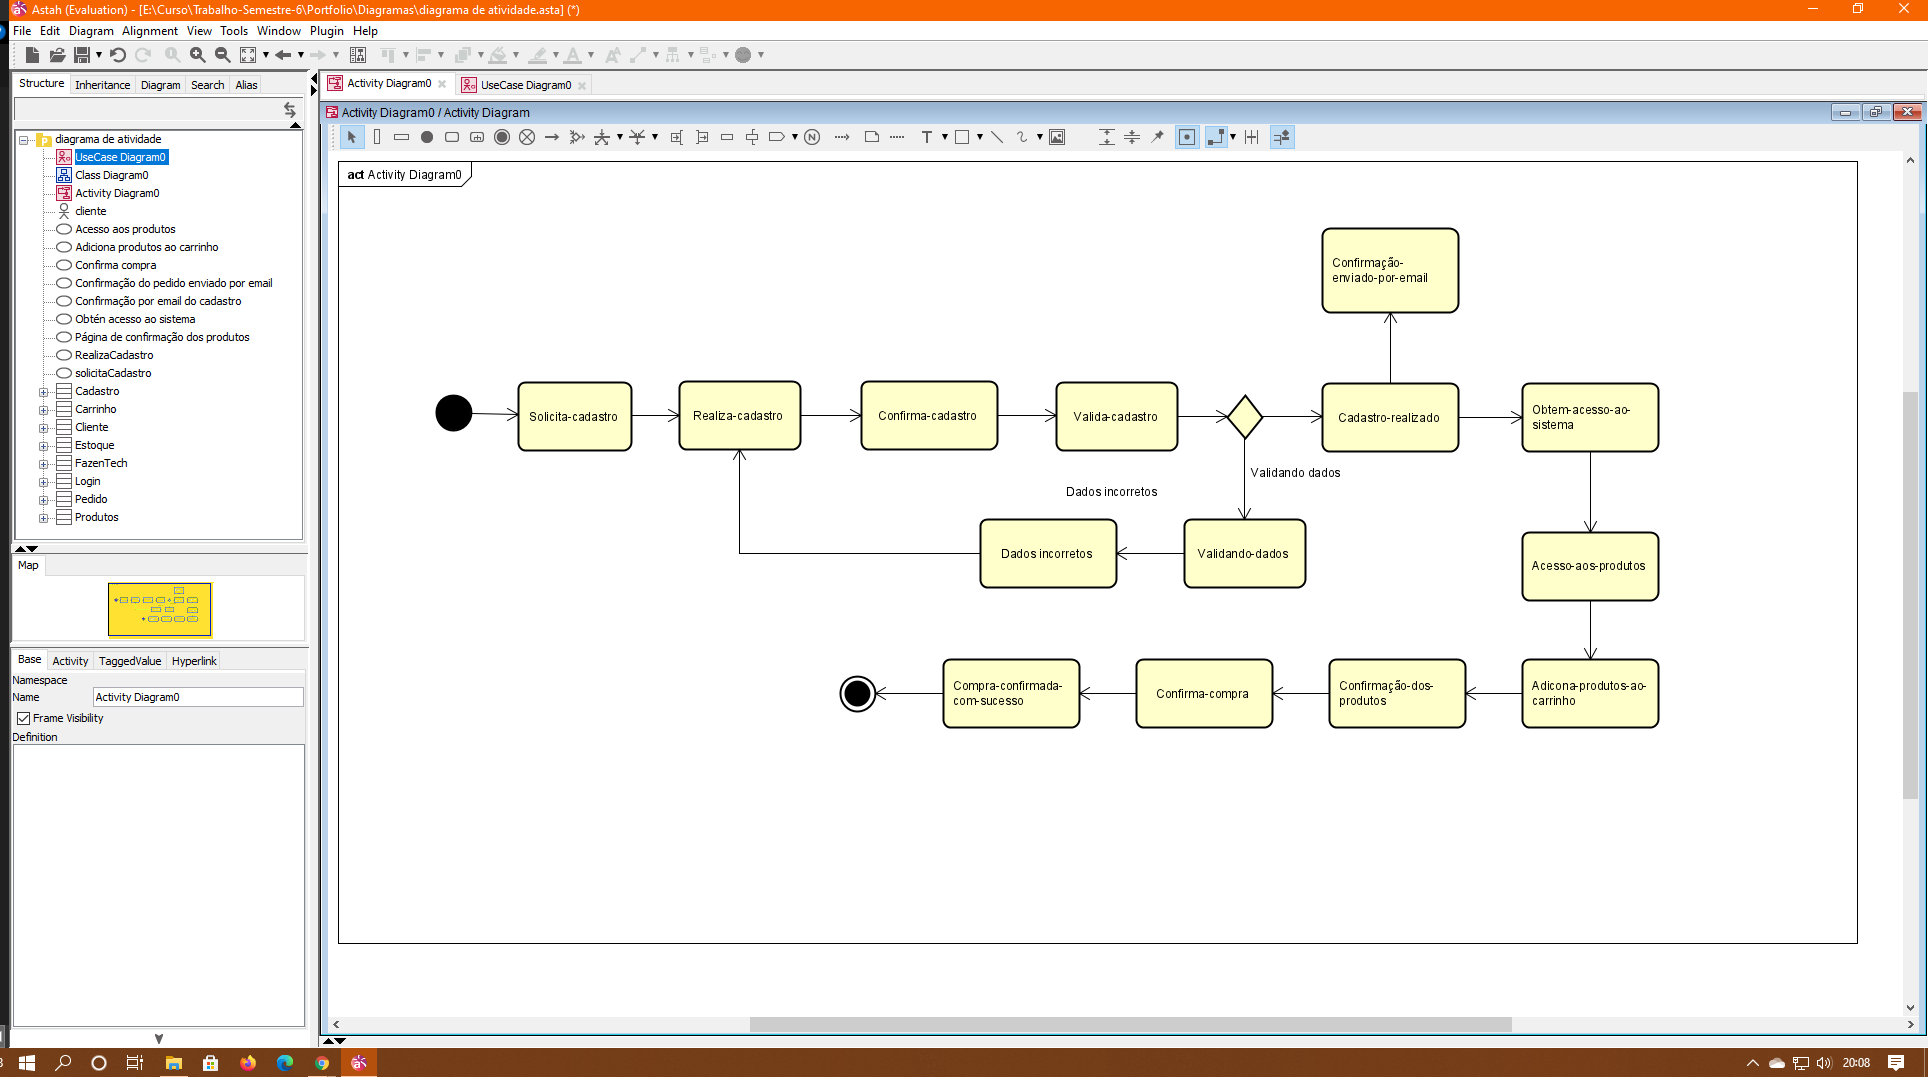 Astah (Evaluation) - [E:\Curso\Trabalho-Semestre-6\Portfolio\Diagramas\diagrama de atividade.asta] (*)
File Edit Diagram Alignment View Tools Window Plugin Help
Structure Inheritance Diagram Search Alias
diagrama de atividade
UseCase Diagram0
Class Diagram0
Activity Diagram0
cliente
Acesso aos produtos
Adiciona produtos ao carrinho
Confirma compra
Confirmação do pedido enviado por email
Confirmação por email do cadastro
Obtén acesso ao sistema
Página de confirmação dos produtos
RealizaCadastro
solicitaCadastro
Cadastro
Carrinho
Cliente
Estoque
FazenTech
Login
Pedido
Produtos
Map
Base Activity TaggedValue Hyperlink
Namespace
Name Activity Diagram0
Frame Visibility
Definition
Activity Diagram0 UseCase Diagram0
Activity Diagram0 / Activity Diagram
N T
act Activity Diagram0
Confirmação-
enviado-por-email
Solicita-cadastro
Realiza-cadastro
Confirma-cadastro
Valida-cadastro
Cadastro-realizado
Obtem-acesso-ao-
sistema
Validando dados
Dados incorretos
Dados incorretos
Validando-dados
Acesso-aos-produtos
Compra-confirmada-
com-sucesso
Confirma-compra
Confirmação-dos-
produtos
Adicona-produtos-ao-
carrinho
20:08